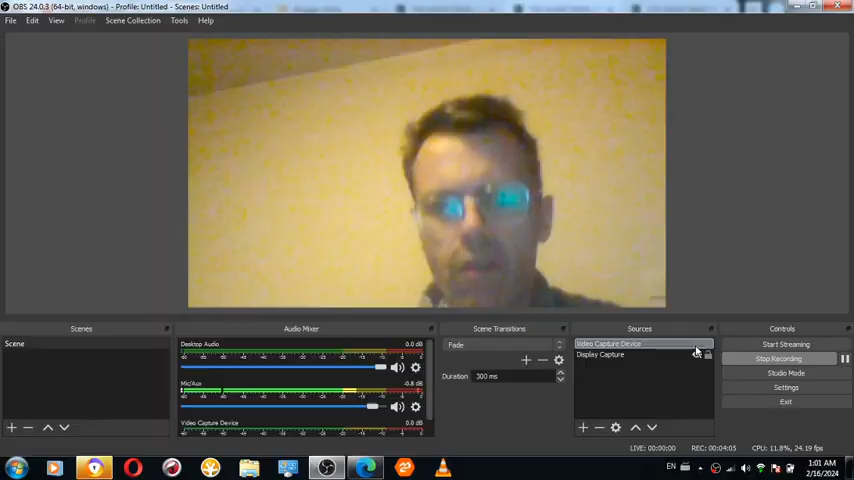 OBS 24.0.3 (64-bit, windows) - Profile: Untitled - Scenes: Untitled
File Edit View Profile Scene Collection Tools Help
Scenes
Audio Mixer
Scene Transitions
Sources
Controls
Scene
Desktop Audio 0.0 dB
Mic/Aux -0.8 dB
Video Capture Device 0.0 dB
Fade
Duration 300 ms
Video Capture Device
Display Capture
Start Streaming
Stop Recording
Studio Mode
Settings
Exit
LIVE: 00:00:00 REC: 00:04:05 CPU: 11.8%, 24.19 fps
EN
1:01 AM
2/16/2024